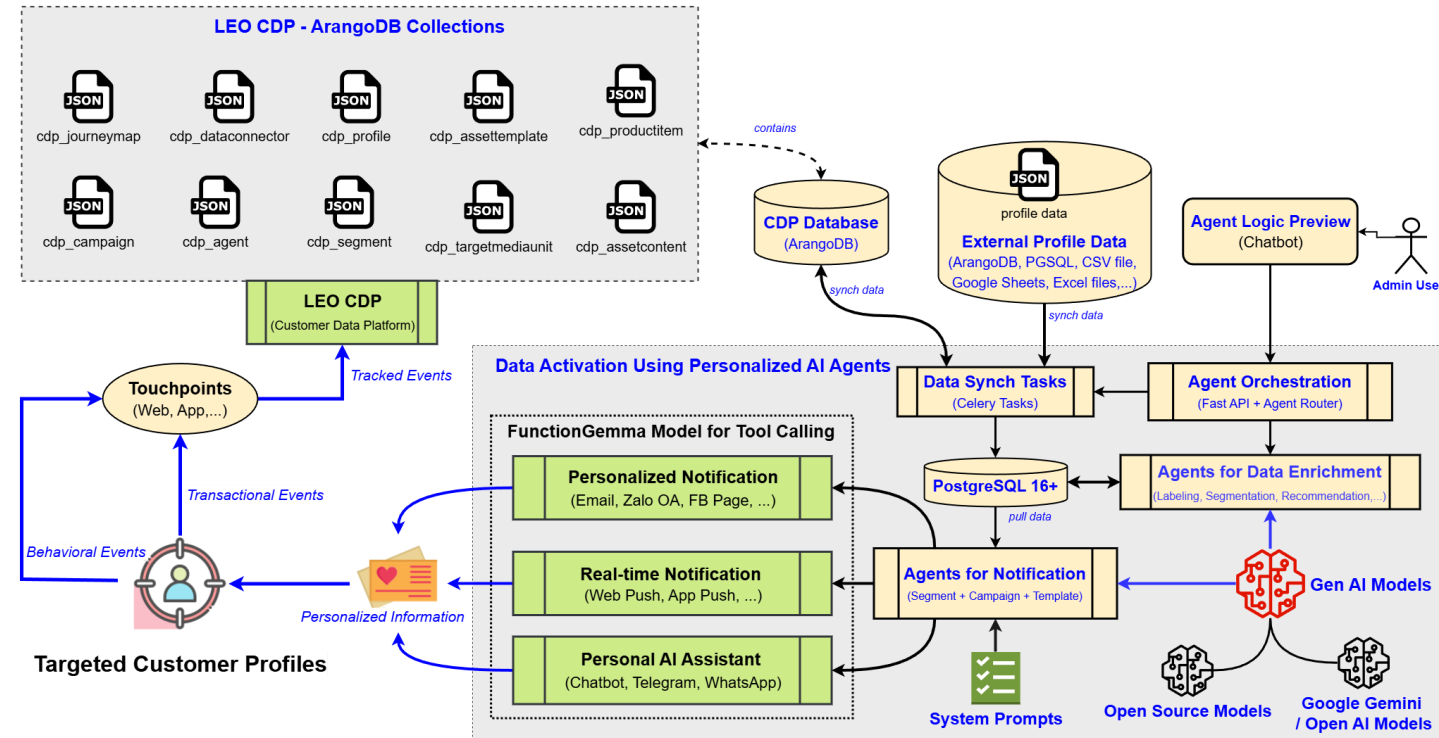 LEO CDP - ArangoDB Collections
JSON
JSON
JSON
JSON
JSON
cdp_journeymap
cdp_dataconnector
cdp_profile
cdp_assettemplate
cdp_productitem
JSON
JSON
JSON
JSON
JSON
cdp_campaign
cdp_agent
cdp_segment
cdp_targetmediaunit
cdp_assetcontent
contains
CDP Database
(ArangoDB)
synch data
JSON
profile data
External Profile Data
(ArangoDB, PGSQL, CSV file,
Google Sheets, Excel files,...)
synch data
Agent Logic Preview
(Chatbot)
Admin Use
LEO CDP
(Customer Data Platform)
Tracked Events
Touchpoints
(Web, App,...)
Transactional Events
Behavioral Events
Targeted Customer Profiles
Personalized Information
Data Activation Using Personalized AI Agents
Data Synch Tasks
(Celery Tasks)
Agent Orchestration
(Fast API + Agent Router)
FunctionGemma Model for Tool Calling
Personalized Notification
(Email, Zalo OA, FB Page, ...)
Real-time Notification
(Web Push, App Push, ...)
Personal AI Assistant
(Chatbot, Telegram, WhatsApp)
PostgreSQL 16+
pull data
Agents for Data Enrichment
(Labeling, Segmentation, Recommendation,...)
Agents for Notification
(Segment + Campaign + Template)
Gen AI Models
System Prompts
Open Source Models
Google Gemini
/ Open AI Models